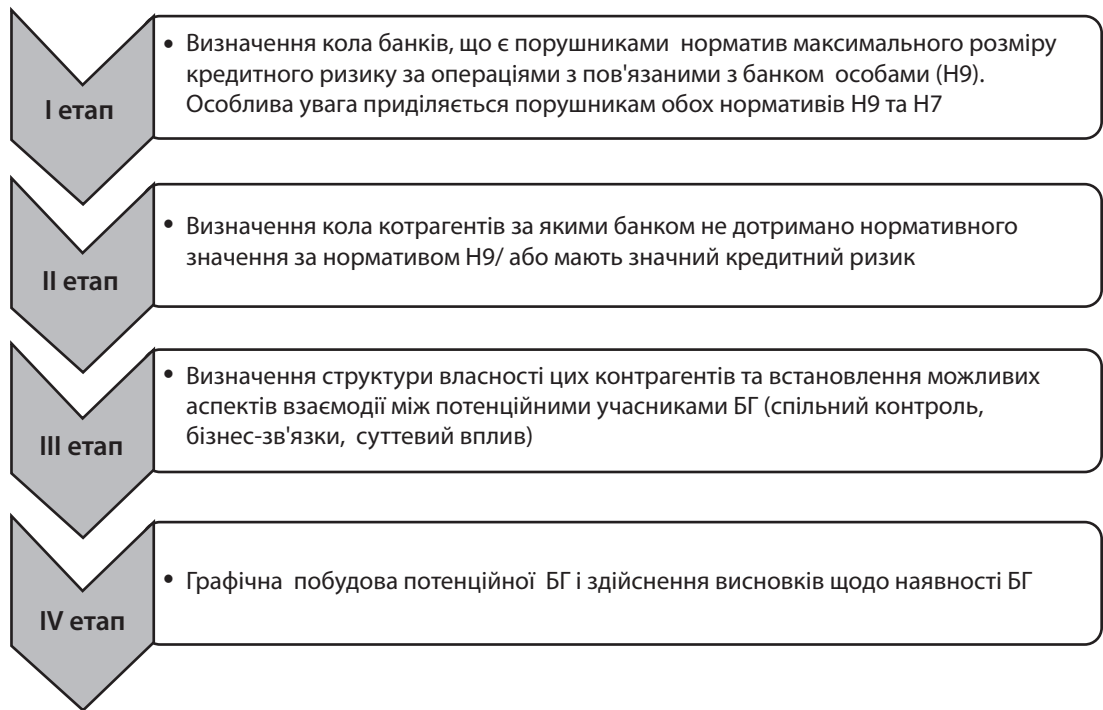 I етап
• Визначення кола банків, що є порушниками норматив максимального розміру
кредитного ризику за операціями з пов'язаними з банком особами (Н9).
Особлива увага приділяється порушникам обох нормативів Н9 та Н7
II етап
• Визначення кола котрагентів за якими банком не дотримано нормативного
значення за нормативом Н9/ або мають значний кредитний ризик
III етап
• Визначення структури власності цих контрагентів та встановлення можливих
аспектів взаємодії між потенційними учасниками БГ (спільний контроль,
бізнес-зв'язки, суттєвий вплив)
IV етап
• Графічна побудова потенційної БГ і здійснення висновків щодо наявності БГ